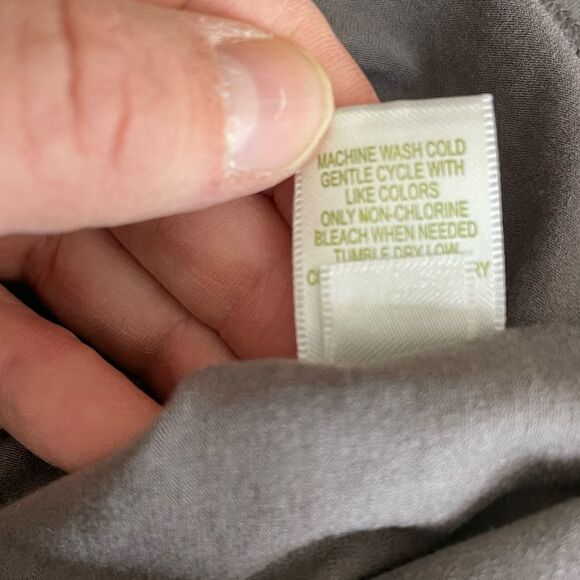 MACHINE WASH COLD
GENTLE CYCLE WITH
LIKE COLORS
ONLY NON-CHLORINE
BLEACH WHEN NEEDED
TUMBLE DRY LOW